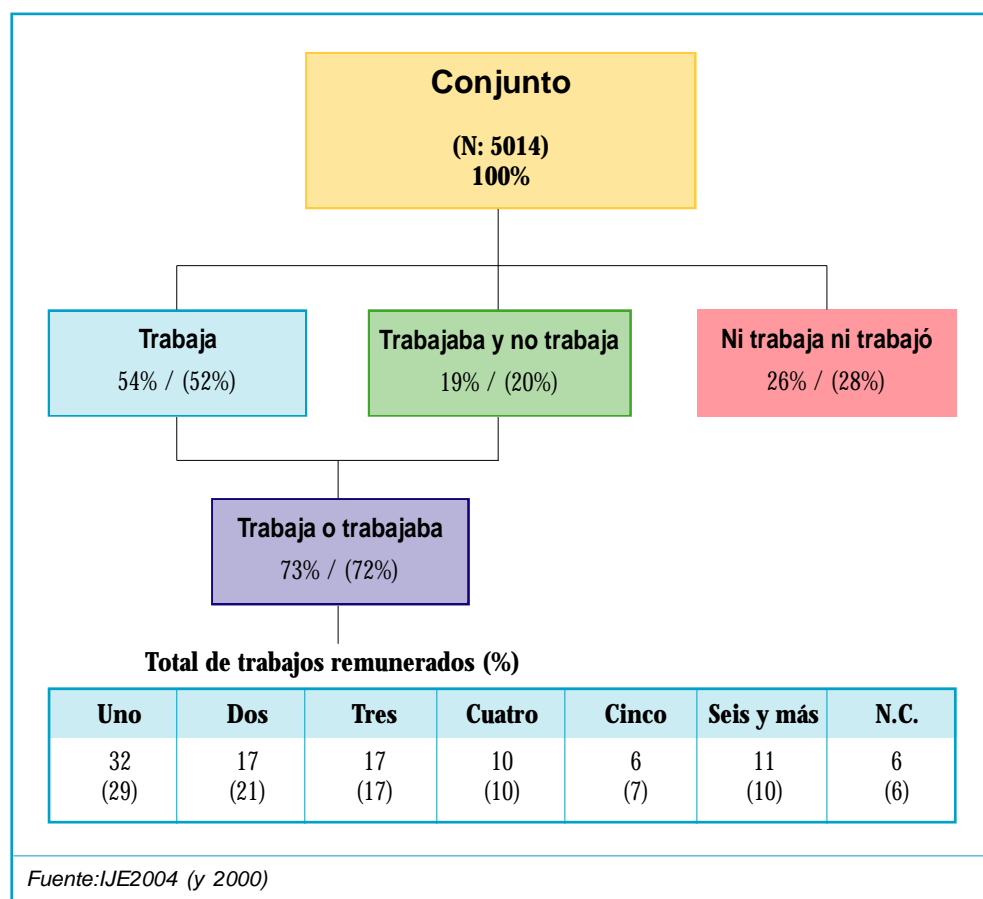 Conjunto
(N: 5014)
100%
Trabaja
54% / (52%)
Trabajaba y no trabaja
19% / (20%)
Ni trabaja ni trabajó
26% / (28%)
Trabaja o trabajaba
73% / (72%)
Total de trabajos remunerados (%)
Uno Dos Tres Cuatro Cinco Seis y más N.C.
32 17 17 10 6 11 6
(29) (21) (17) (10) (7) (10) (6)
Fuente:IJE2004 (y 2000)